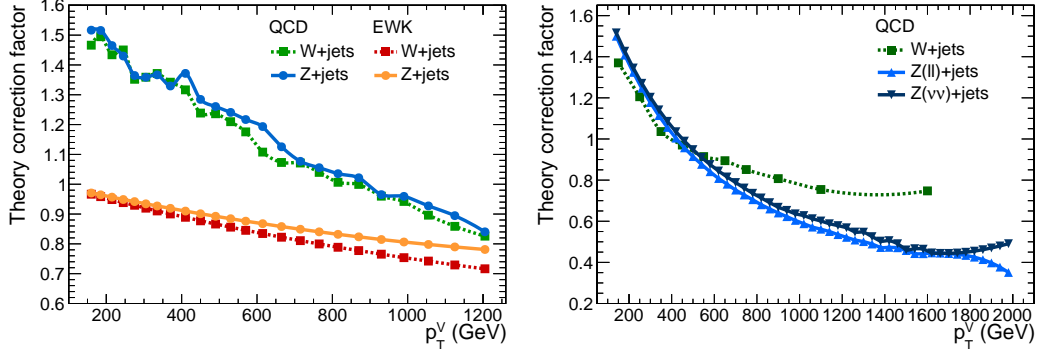 Theory correction factor
1.6
1.5
1.4
1.3
1.2
1.1
1
0.9
0.8
0.7
0.6
QCD EWK
W+jets W+jets
Z+jets Z+jets
200 400 600 800 1000 1200
p_T^V (GeV)
Theory correction factor
1.6
1.4
1.2
1
0.8
0.6
0.4
0.2
QCD
W+jets
Z(ll)+jets
Z(νν)+jets
200 400 600 800 1000 1200 1400 1600 1800 2000
p_T^V (GeV)